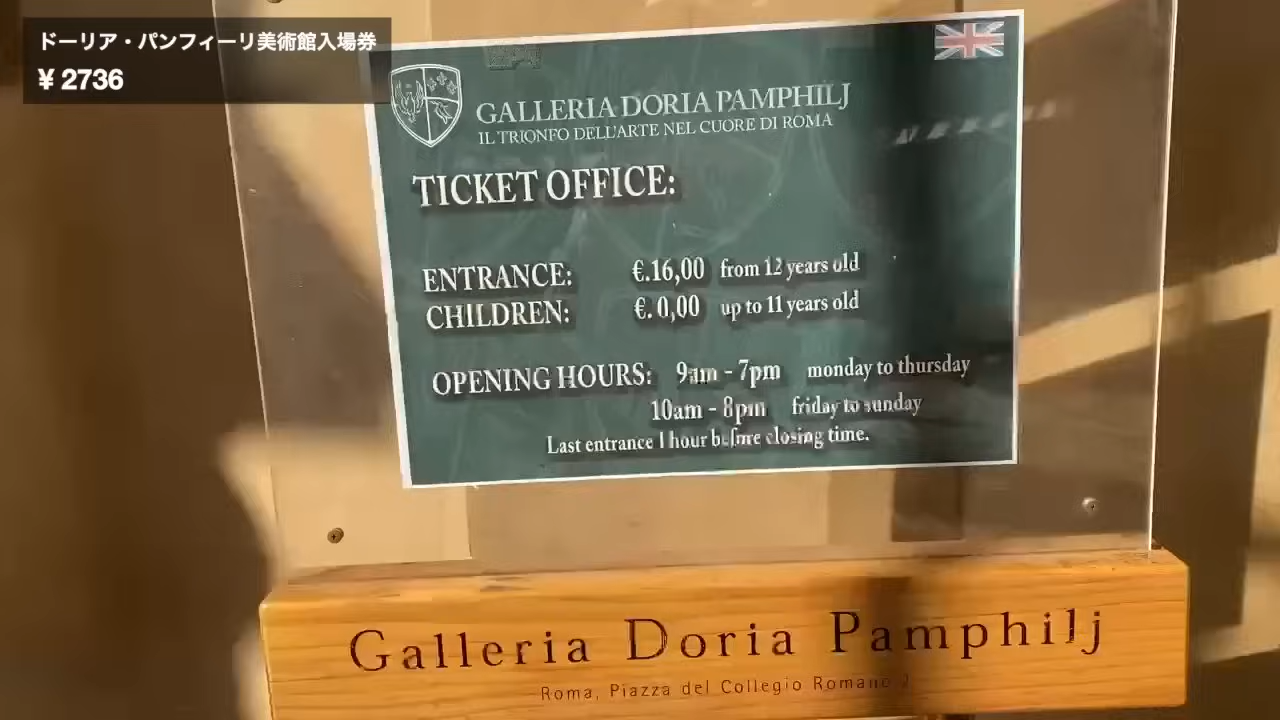 ドーリア・パンフィーリ美術館入場券
¥ 2736
GALLERIA DORIA PAMPHILJ
IL TRIONFO DELL'ARTE NEL CUORE DI ROMA
TICKET OFFICE:
ENTRANCE: €.16,00 from 12 years old
CHILDREN: €. 0,00 up to 11 years old
OPENING HOURS: 9am - 7pm monday to thursday
10am - 8pm friday to sunday
Last entrance 1 hour before closing time.
Galleria Doria Pamphilj
Roma, Piazza del Collegio Romano 2